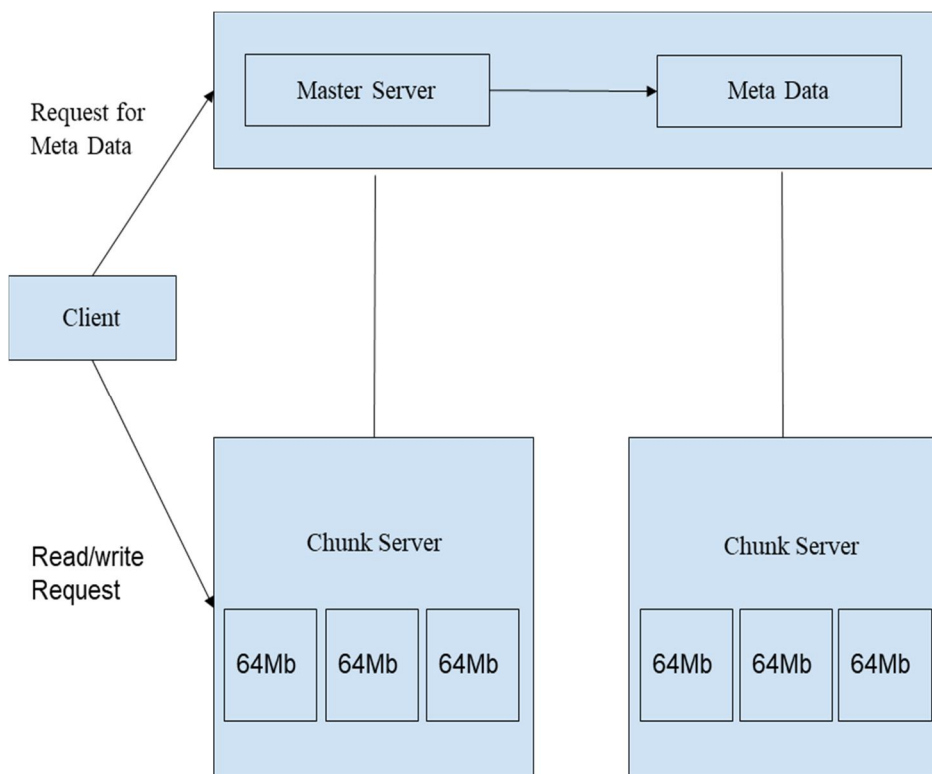 Master Server
Meta Data
Request for
Meta Data
Client
Read/write
Request
Chunk Server
64Mb
64Mb
64Mb
Chunk Server
64Mb
64Mb
64Mb